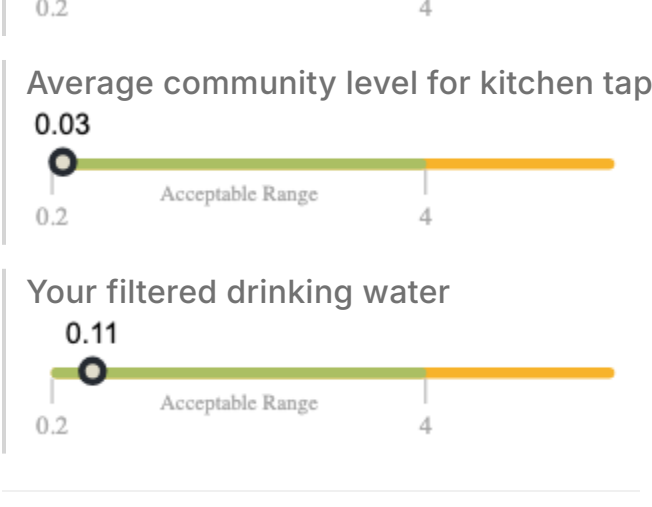 0.2 4
Average community level for kitchen tap
0.03
Acceptable Range
0.2 4
Your filtered drinking water
0.11
Acceptable Range
0.2 4